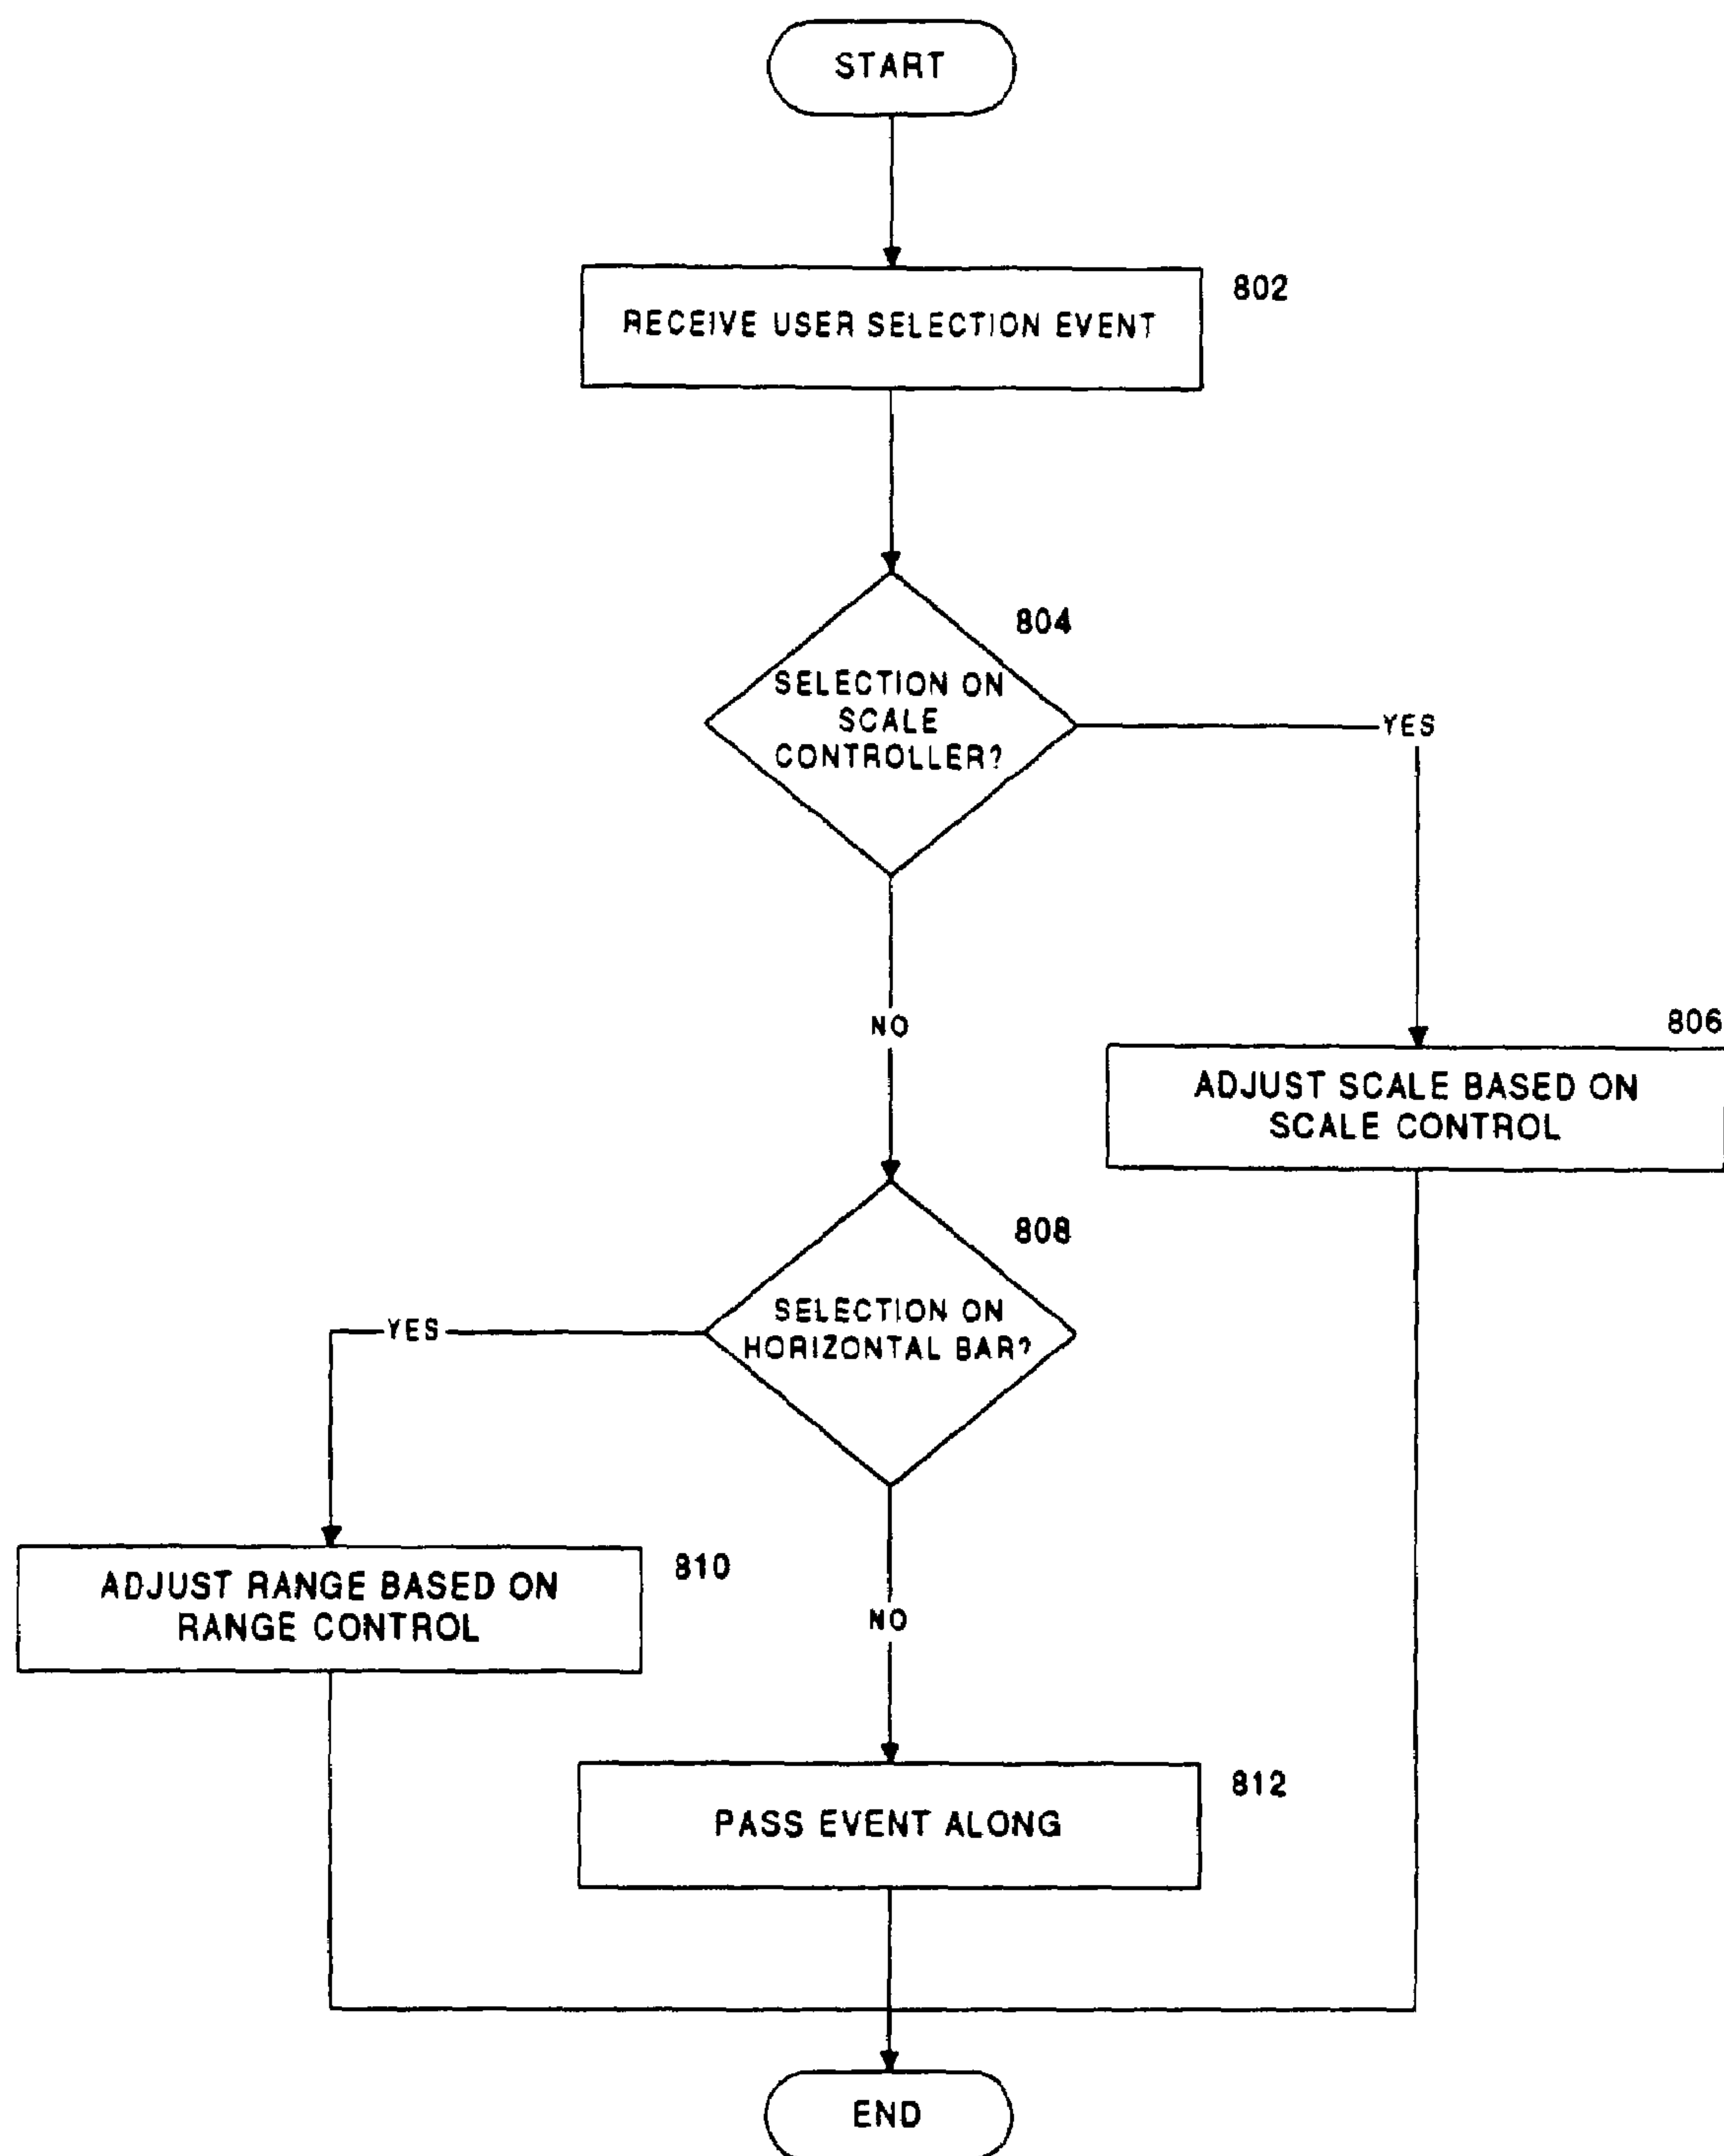 START
802
RECEIVE USER SELECTION EVENT
804
SELECTION ON
SCALE
CONTROLLER?
YES
NO
806
ADJUST SCALE BASED ON
SCALE CONTROL
808
SELECTION ON
HORIZONTAL BAR?
YES
810
ADJUST RANGE BASED ON
RANGE CONTROL
NO
812
PASS EVENT ALONG
END